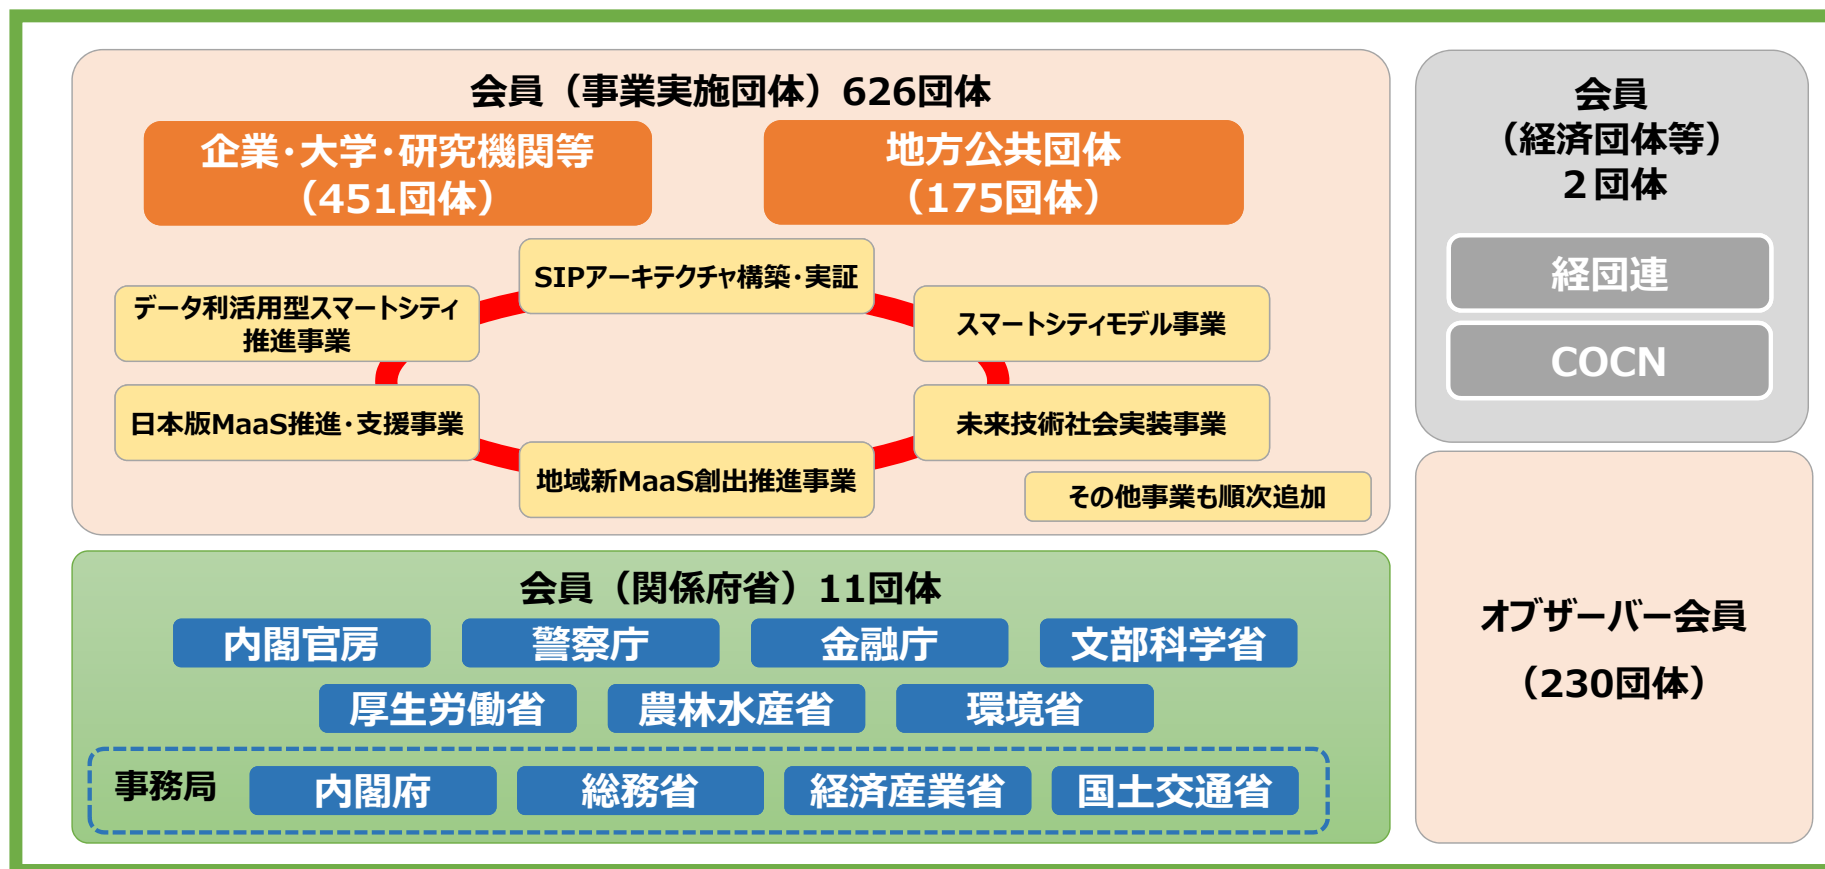 会員（事業実施団体）626団体
企業・大学・研究機関等
（451団体）
地方公共団体
（175団体）
SIPアーキテクチャ構築・実証
データ利活用型スマートシティ
推進事業
スマートシティモデル事業
日本版MaaS推進・支援事業
未来技術社会実装事業
地域新MaaS創出推進事業
その他事業も順次追加
会員
（経済団体等）
２団体
経団連
COCN
会員（関係府省）11団体
内閣官房
警察庁
金融庁
文部科学省
厚生労働省
農林水産省
環境省
事務局
内閣府
総務省
経済産業省
国土交通省
オブザーバー会員
（230団体）